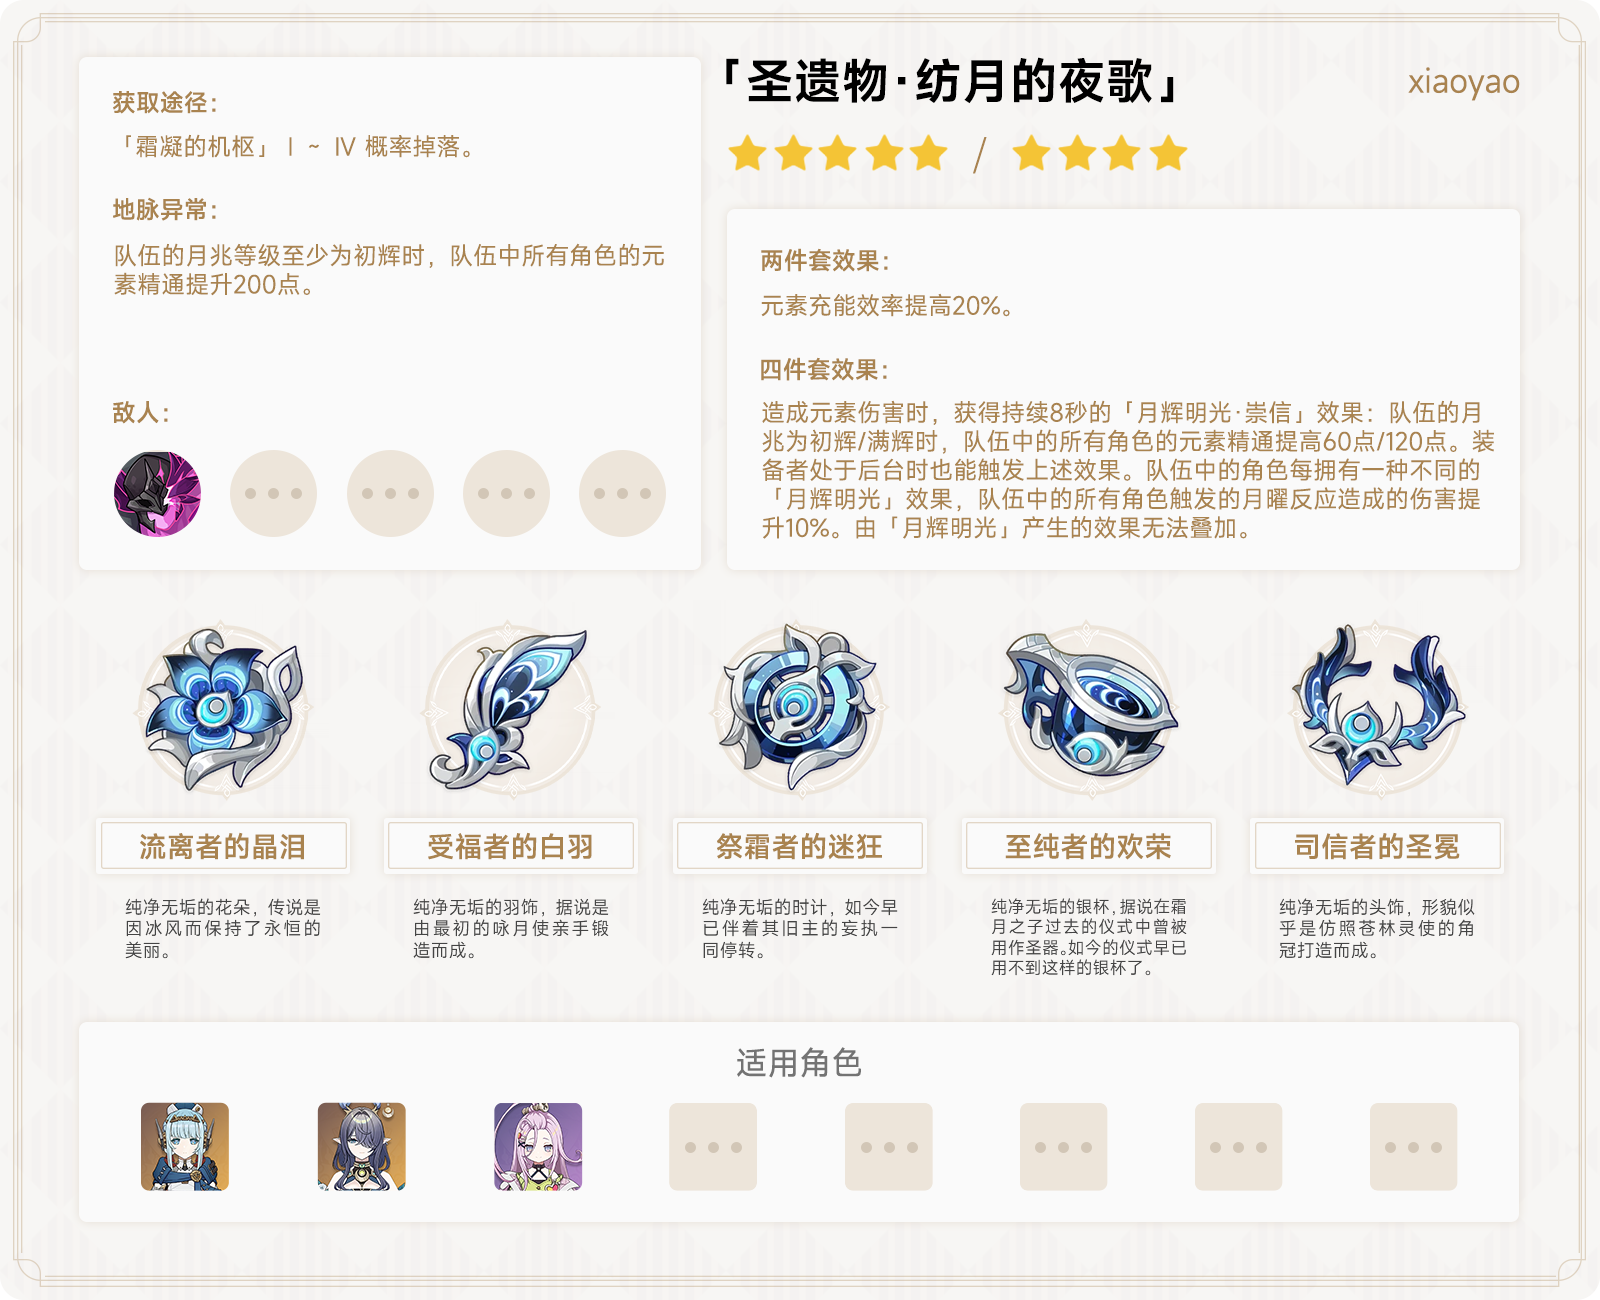 获取途径：
「霜凝的机枢」Ⅰ ~ Ⅳ 概率掉落。
地脉异常：
队伍的月兆等级至少为初辉时，队伍中所有角色的元
素精通提升200点。
敌人：
「圣遗物·纺月的夜歌」
xiaoyao
/
两件套效果：
元素充能效率提高20%。
四件套效果：
造成元素伤害时，获得持续8秒的「月辉明光·崇信」效果：队伍的月
兆为初辉/满辉时，队伍中的所有角色的元素精通提高60点/120点。装
备者处于后台时也能触发上述效果。队伍中的角色每拥有一种不同的
「月辉明光」效果，队伍中的所有角色触发的月曜反应造成的伤害提
升10%。由「月辉明光」产生的效果无法叠加。
流离者的晶泪
纯净无垢的花朵，传说是
因冰风而保持了永恒的
美丽。
受福者的白羽
纯净无垢的羽饰，据说是
由最初的咏月使亲手锻
造而成。
祭霜者的迷狂
纯净无垢的时计，如今早
已伴着其旧主的妄执一
同停转。
至纯者的欢荣
纯净无垢的银杯，据说在霜
月之子过去的仪式中曾被
用作圣器。如今的仪式早已
用不到这样的银杯了。
司信者的圣冕
纯净无垢的头饰，形貌似
乎是仿照苍林灵使的角
冠打造而成。
适用角色